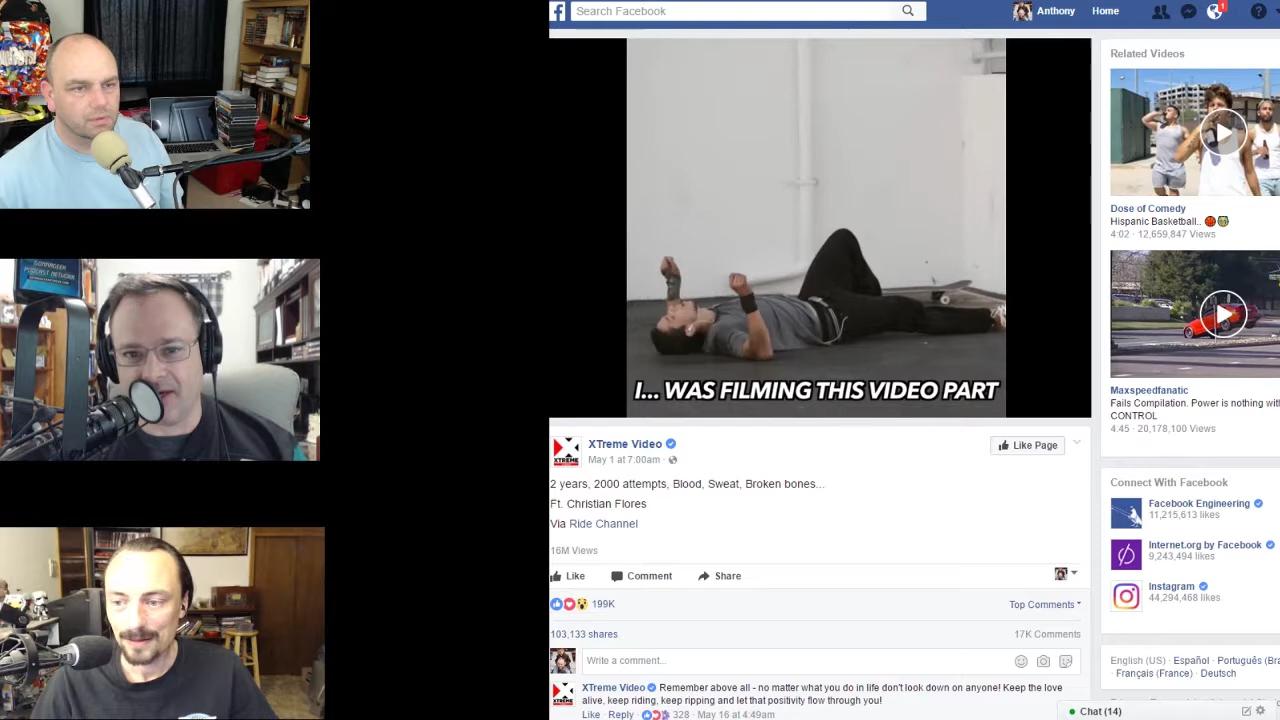 Search Facebook
Anthony
Home
1
Related Videos
I... WAS FILMING THIS VIDEO PART
Dose of Comedy
Hispanic Basketball..
4:02 · 12,659,847 Views
Maxspeedfanatic
Fails Compilation. Power is nothing wit
CONTROL
4:45 · 20,178,100 Views
XTreme Video
May 1 at 7:00am ·
Like Page
XTREME
2 years, 2000 attempts, Blood, Sweat, Broken bones...
Ft. Christian Flores
Via Ride Channel
16M Views
Like
Comment
Share
199K
Top Comments
103,133 shares
17K Comments
Write a comment...
XTreme Video Remember above all - no matter what you do in life don't look down on anyone! Keep the love
alive, keep riding, keep ripping and let that positivity flow through you!
Like · Reply · 328 · May 16 at 4:49am
Connect With Facebook
Facebook Engineering
11,215,613 likes
Internet.org by Facebook
9,243,494 likes
Instagram
44,294,468 likes
English (US) · Español · Português (Bra
· Français (France) · Deutsch
Chat (14)
PODCAST NETWORK